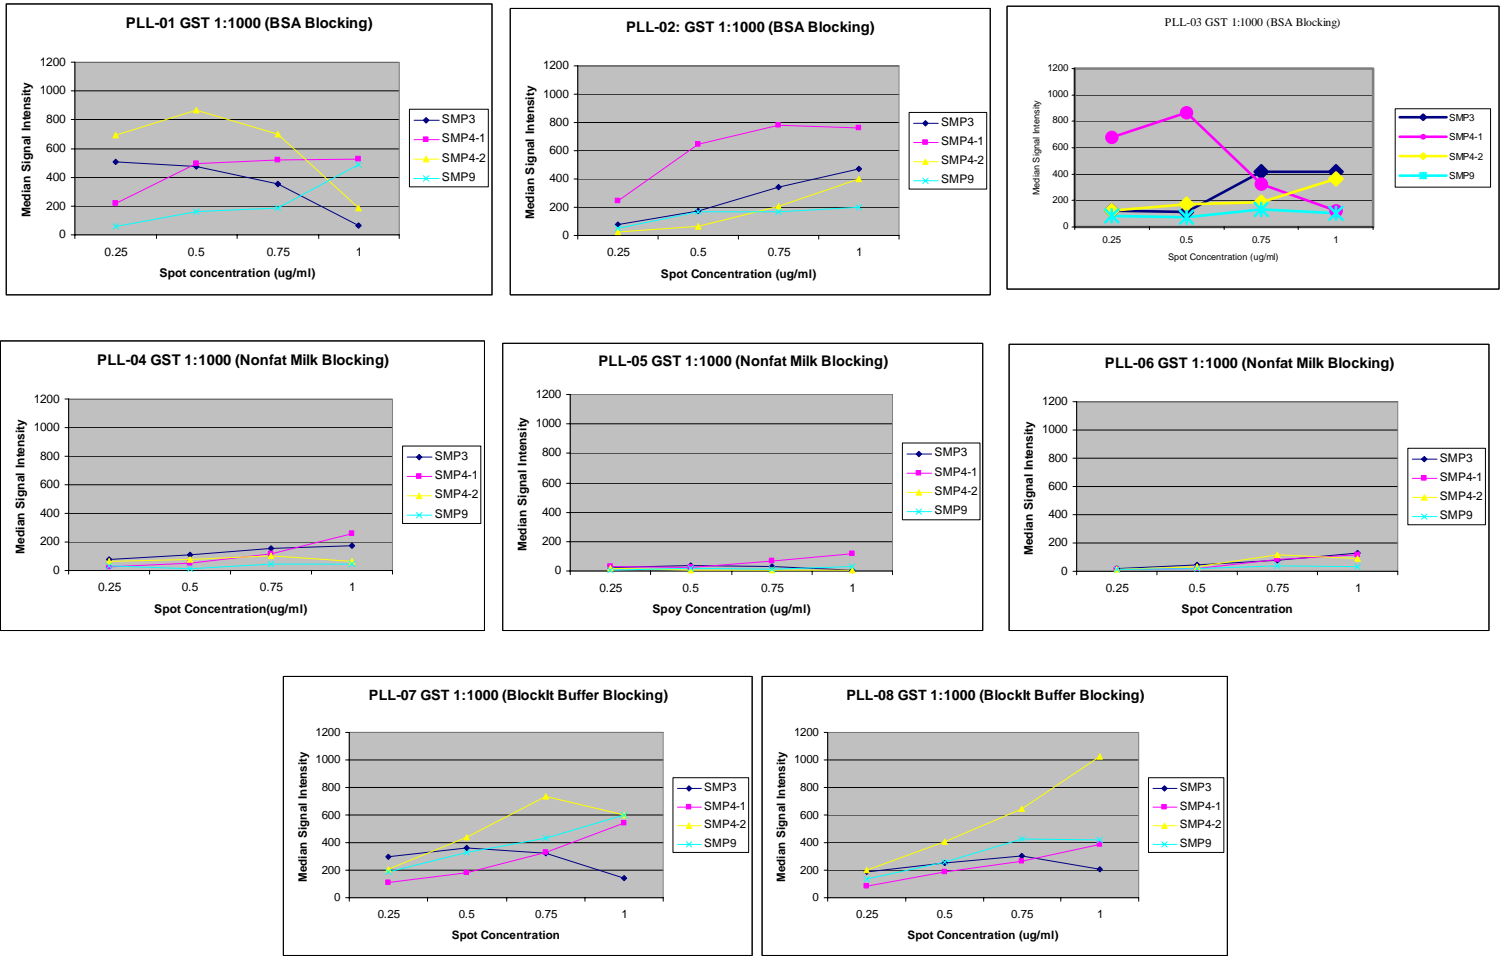 PLL-01 GST 1:1000 (BSA Blocking)
Median Signal Intensity
1200
1000
800
600
400
200
0
0.25 0.5 0.75 1
Spot concentration (ug/ml)
SMP3
SMP4-1
SMP4-2
SMP9
PLL-02: GST 1:1000 (BSA Blocking)
Median Signal Intensity
1200
1000
800
600
400
200
0
0.25 0.5 0.75 1
Spot Concentration (ug/ml)
SMP3
SMP4-1
SMP4-2
SMP9
PLL-03 GST 1:1000 (BSA Blocking)
Median Signal Intensity
1200
1000
800
600
400
200
0
0.25 0.5 0.75 1
Spot Concentration (ug/ml)
SMP3
SMP4-1
SMP4-2
SMP9
PLL-04 GST 1:1000 (Nonfat Milk Blocking)
Median Signal Intensity
1200
1000
800
600
400
200
0
0.25 0.5 0.75 1
Spot Concentration(ug/ml)
SMP3
SMP4-1
SMP4-2
SMP9
PLL-05 GST 1:1000 (Nonfat Milk Blocking)
Median Signal Intensity
1200
1000
800
600
400
200
0
0.25 0.5 0.75 1
Spoy Concentration (ug/ml)
SMP3
SMP4-1
SMP4-2
SMP9
PLL-06 GST 1:1000 (Nonfat Milk Blocking)
Median Signal Intensity
1200
1000
800
600
400
200
0
0.25 0.5 0.75 1
Spot Concentration
SMP3
SMP4-1
SMP4-2
SMP9
PLL-07 GST 1:1000 (BlockIt Buffer Blocking)
Median Signal Intensity
1200
1000
800
600
400
200
0
0.25 0.5 0.75 1
Spot Concentration
SMP3
SMP4-1
SMP4-2
SMP9
PLL-08 GST 1:1000 (BlockIt Buffer Blocking)
Median Signal Intensity
1200
1000
800
600
400
200
0
0.25 0.5 0.75 1
Spot Concentration (ug/ml)
SMP3
SMP4-1
SMP4-2
SMP9